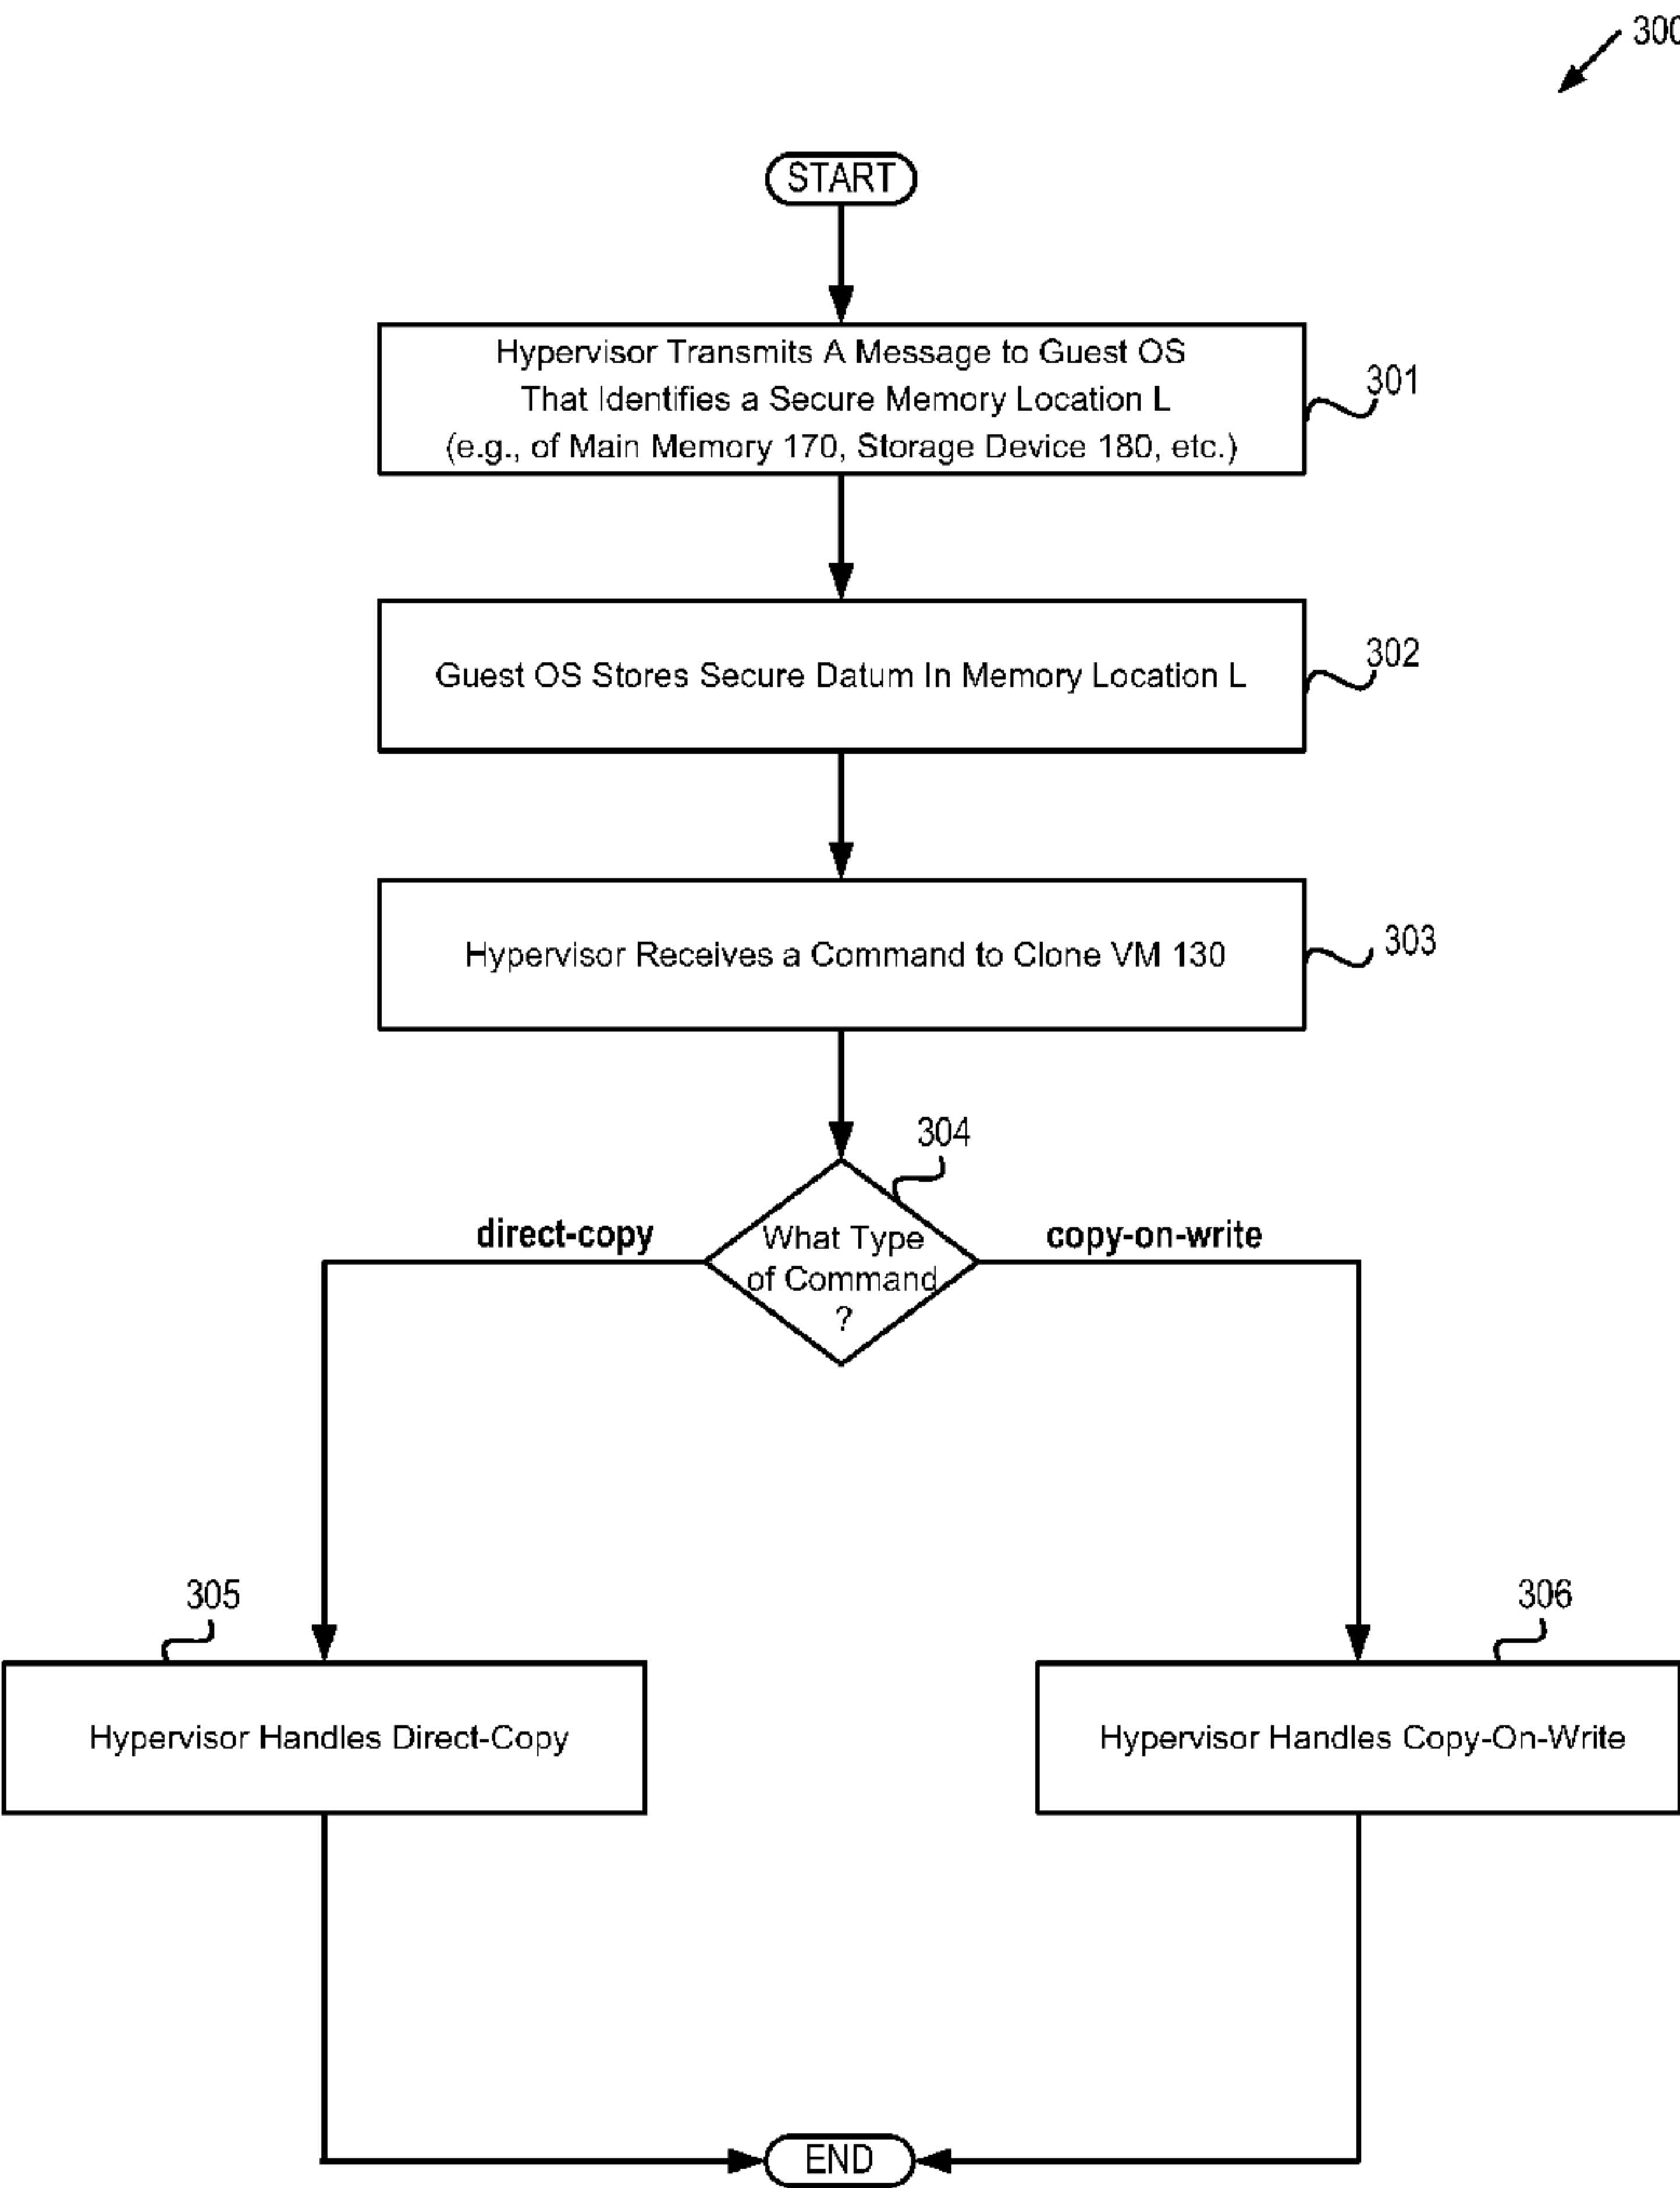 300
START
Hypervisor Transmits A Message to Guest OS
That Identifies a Secure Memory Location L
(e.g., of Main Memory 170, Storage Device 180, etc.)
301
Guest OS Stores Secure Datum In Memory Location L
302
Hypervisor Receives a Command to Clone VM 130
303
304
direct-copy
What Type
of Command
?
copy-on-write
305
306
Hypervisor Handles Direct-Copy
Hypervisor Handles Copy-On-Write
END